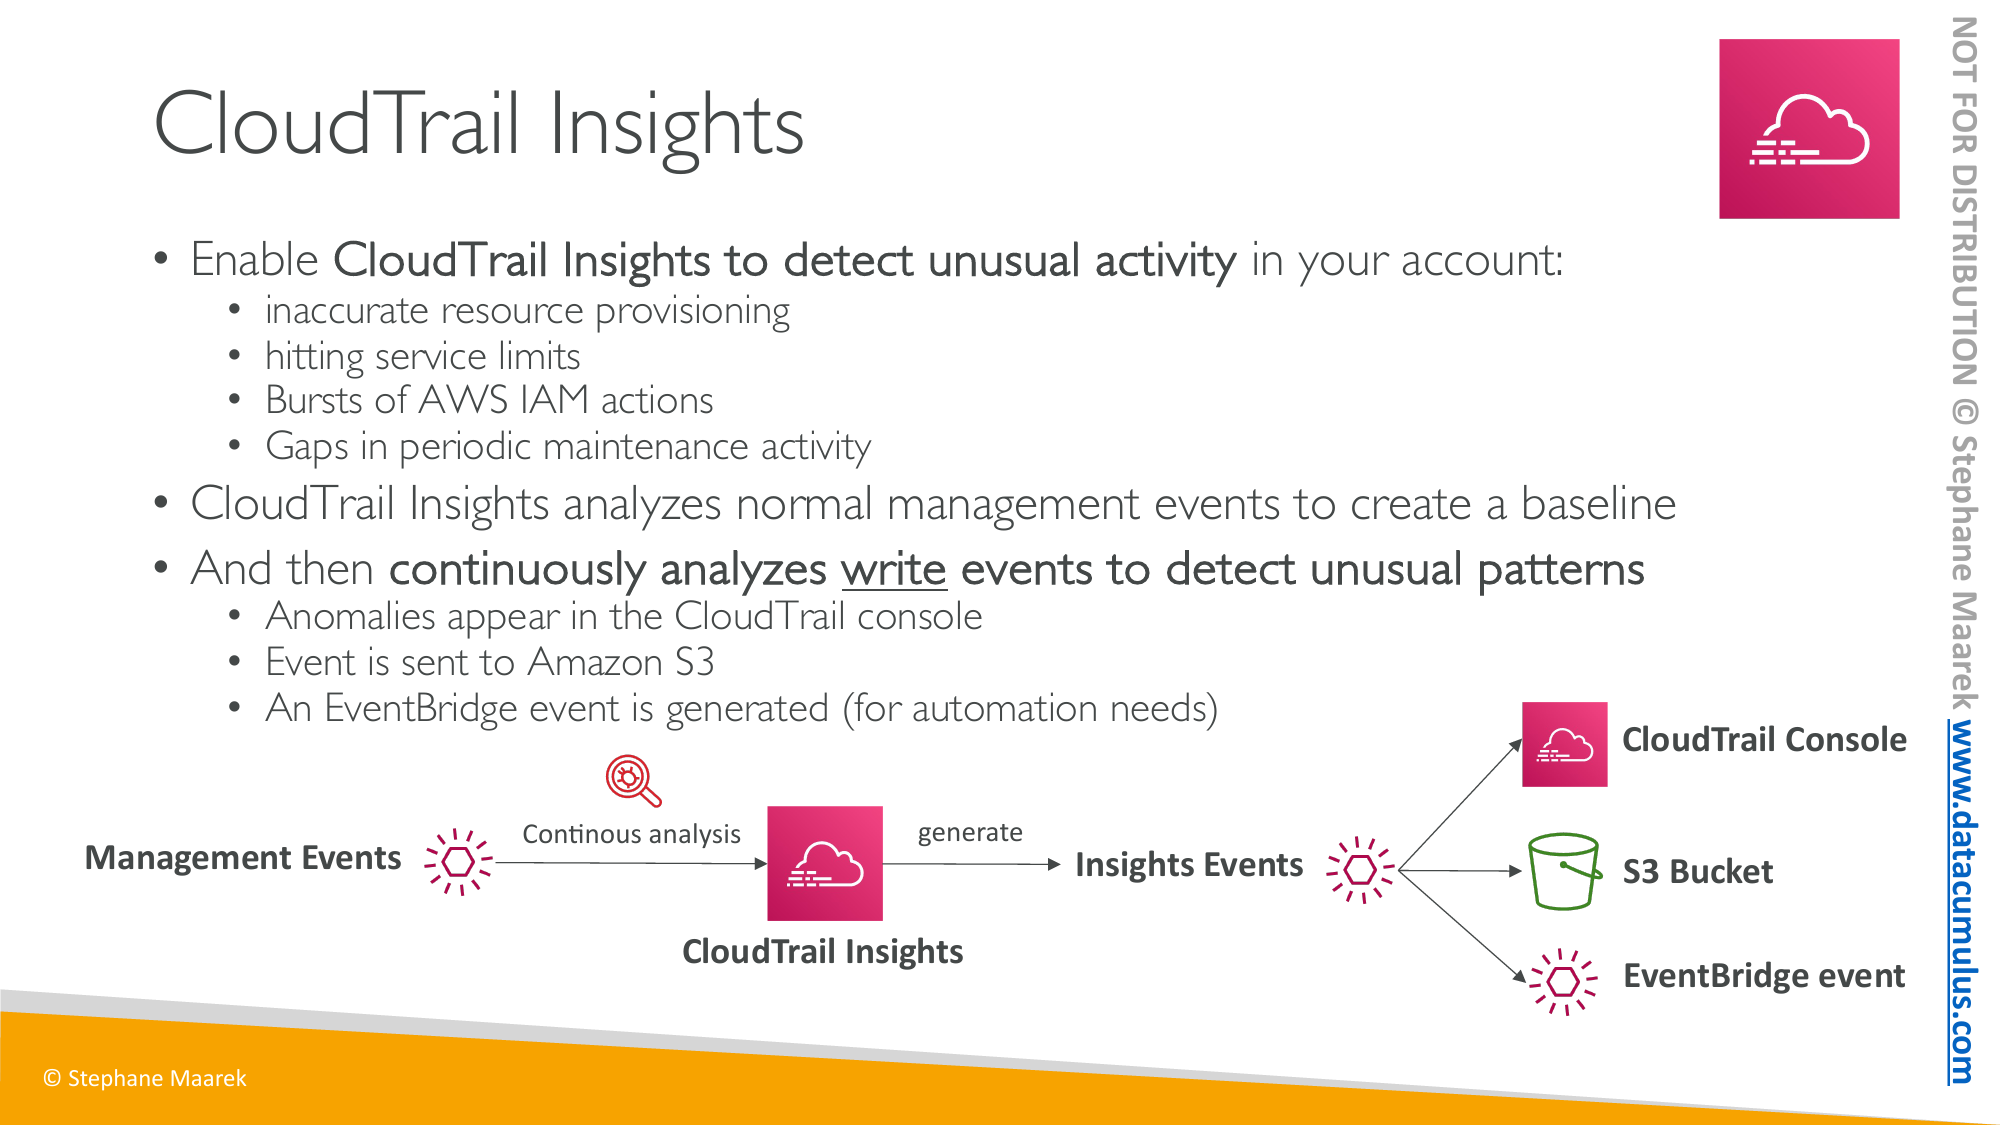 CloudTrail Insights
• Enable CloudTrail Insights to detect unusual activity in your account:
• inaccurate resource provisioning
• hitting service limits
• Bursts of AWS IAM actions
• Gaps in periodic maintenance activity
• CloudTrail Insights analyzes normal management events to create a baseline
• And then continuously analyzes write events to detect unusual patterns
• Anomalies appear in the CloudTrail console
• Event is sent to Amazon S3
• An EventBridge event is generated (for automation needs)
Management Events
Continous analysis
CloudTrail Insights
generate
Insights Events
CloudTrail Console
S3 Bucket
EventBridge event
© Stephane Maarek
NOT FOR DISTRIBUTION © Stephane Maarek www.datacumulus.com